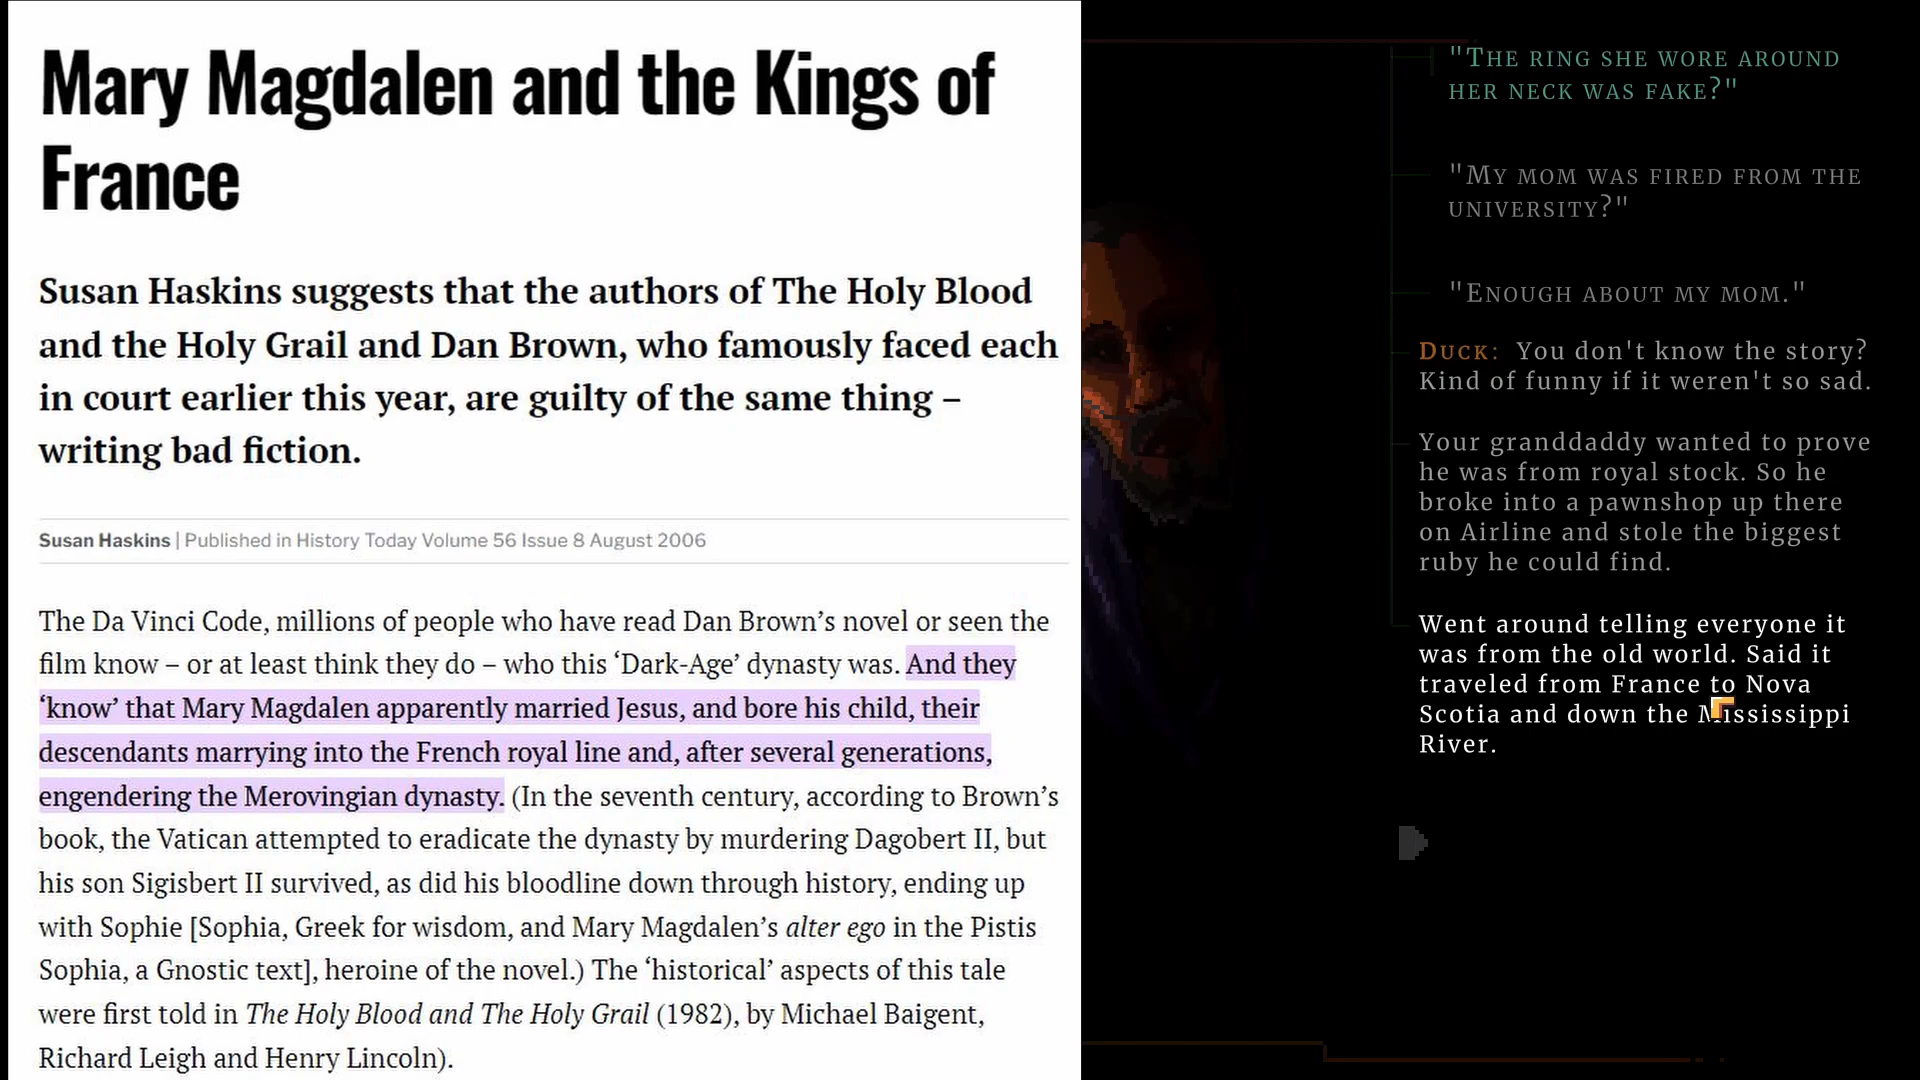 Mary Magdalen and the Kings of
France
Susan Haskins suggests that the authors of The Holy Blood
and the Holy Grail and Dan Brown, who famously faced each
in court earlier this year, are guilty of the same thing –
writing bad fiction.
Susan Haskins | Published in History Today Volume 56 Issue 8 August 2006
The Da Vinci Code, millions of people who have read Dan Brown’s novel or seen the
film know – or at least think they do – who this ‘Dark-Age’ dynasty was. And they
‘know’ that Mary Magdalen apparently married Jesus, and bore his child, their
descendants marrying into the French royal line and, after several generations,
engendering the Merovingian dynasty. (In the seventh century, according to Brown’s
book, the Vatican attempted to eradicate the dynasty by murdering Dagobert II, but
his son Sigisbert II survived, as did his bloodline down through history, ending up
with Sophie [Sophia, Greek for wisdom, and Mary Magdalen’s alter ego in the Pistis
Sophia, a Gnostic text], heroine of the novel.) The ‘historical’ aspects of this tale
were first told in The Holy Blood and The Holy Grail (1982), by Michael Baigent,
Richard Leigh and Henry Lincoln).
"The ring she wore around
her neck was fake?"
"My mom was fired from the
university?"
"Enough about my mom."
Duck: You don't know the story?
Kind of funny if it weren't so sad.
Your granddaddy wanted to prove
he was from royal stock. So he
broke into a pawnshop up there
on Airline and stole the biggest
ruby he could find.
Went around telling everyone it
was from the old world. Said it
traveled from France to Nova
Scotia and down the Mississippi
River.